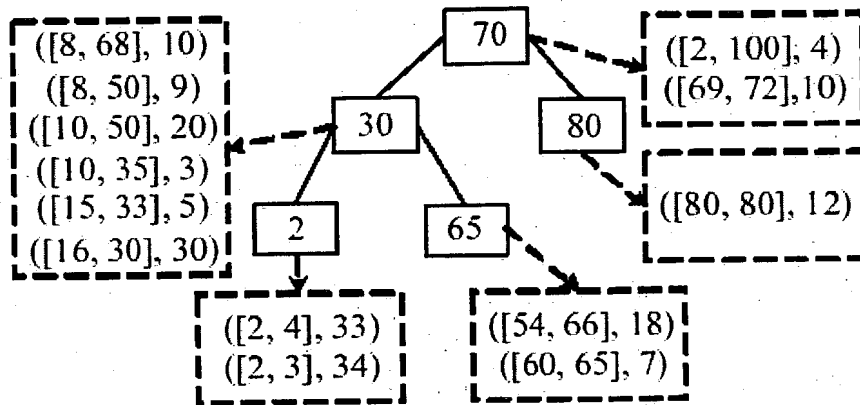 ([8, 68], 10)
([8, 50], 9)
([10, 50], 20)
([10, 35], 3)
([15, 33], 5)
([16, 30], 30)
70
([2, 100], 4)
([69, 72],10)
30
80
([80, 80], 12)
2
65
([2, 4], 33)
([2, 3], 34)
([54, 66], 18)
([60, 65], 7)